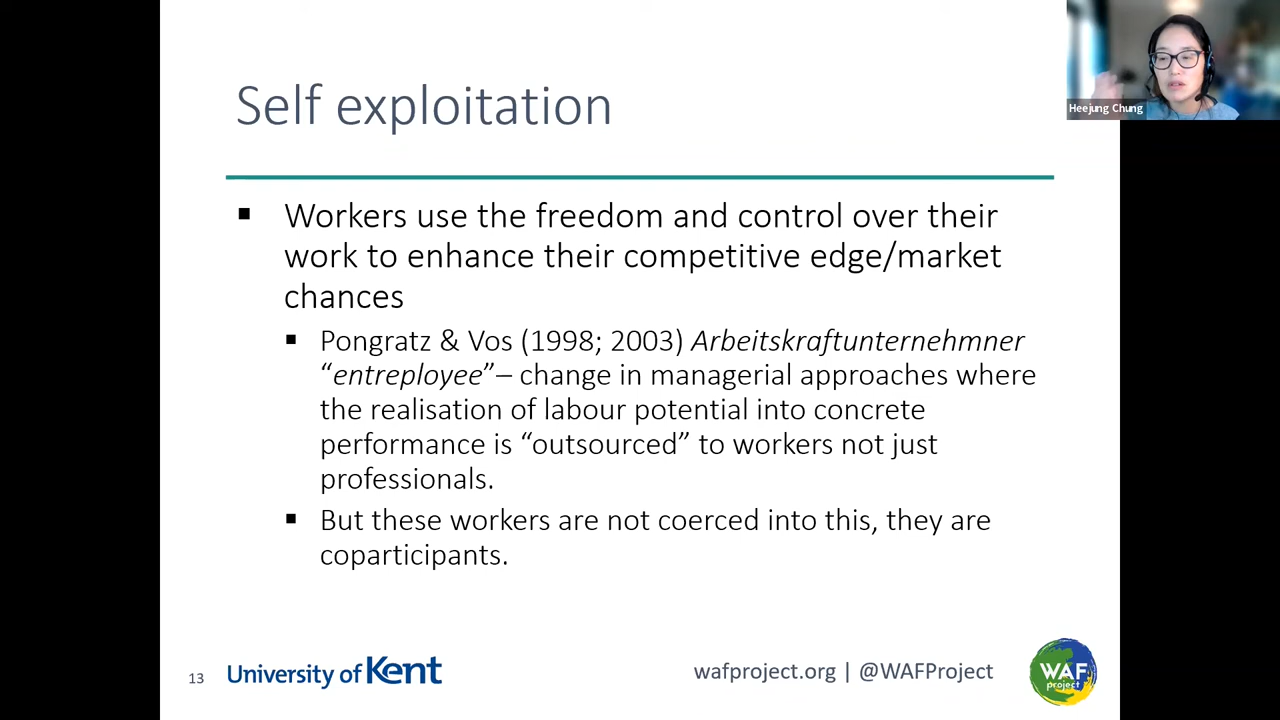 Heejung Chung
Self exploitation
▪ Workers use the freedom and control over their
work to enhance their competitive edge/market
chances
▪ Pongratz & Vos (1998; 2003) Arbeitskraftunternehmner
“entreployee”– change in managerial approaches where
the realisation of labour potential into concrete
performance is “outsourced” to workers not just
professionals.
▪ But these workers are not coerced into this, they are
coparticipants.
13
University of Kent
wafproject.org | @WAFProject
WAF
project